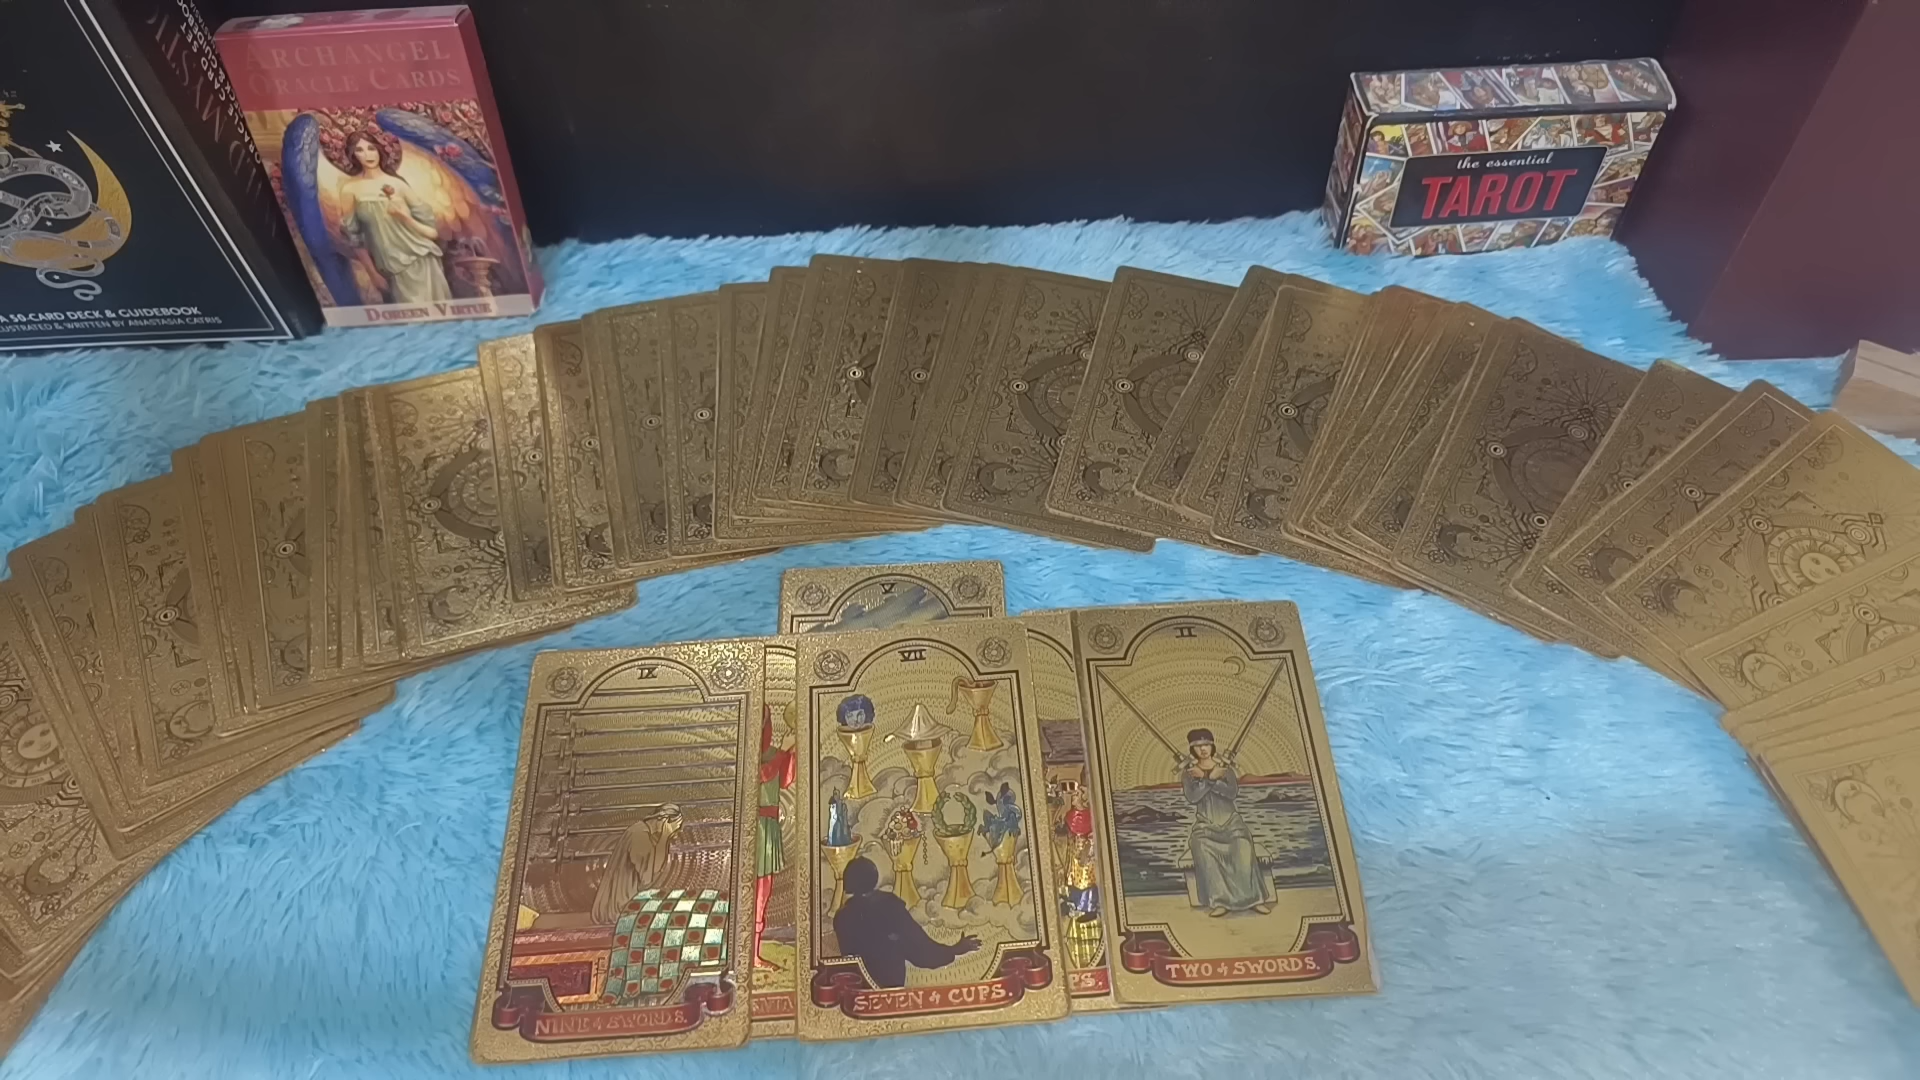 ARCHANGEL
ORACLE CARDS
DOREEN VIRTUE
A 50-CARD DECK & GUIDEBOOK
ILLUSTRATED & WRITTEN BY ANASTASIA CATRIS
the essential
TAROT
V
IX
NINE of SWORDS.
VII
SEVEN of CUPS.
PS.
II
TWO of SWORDS.